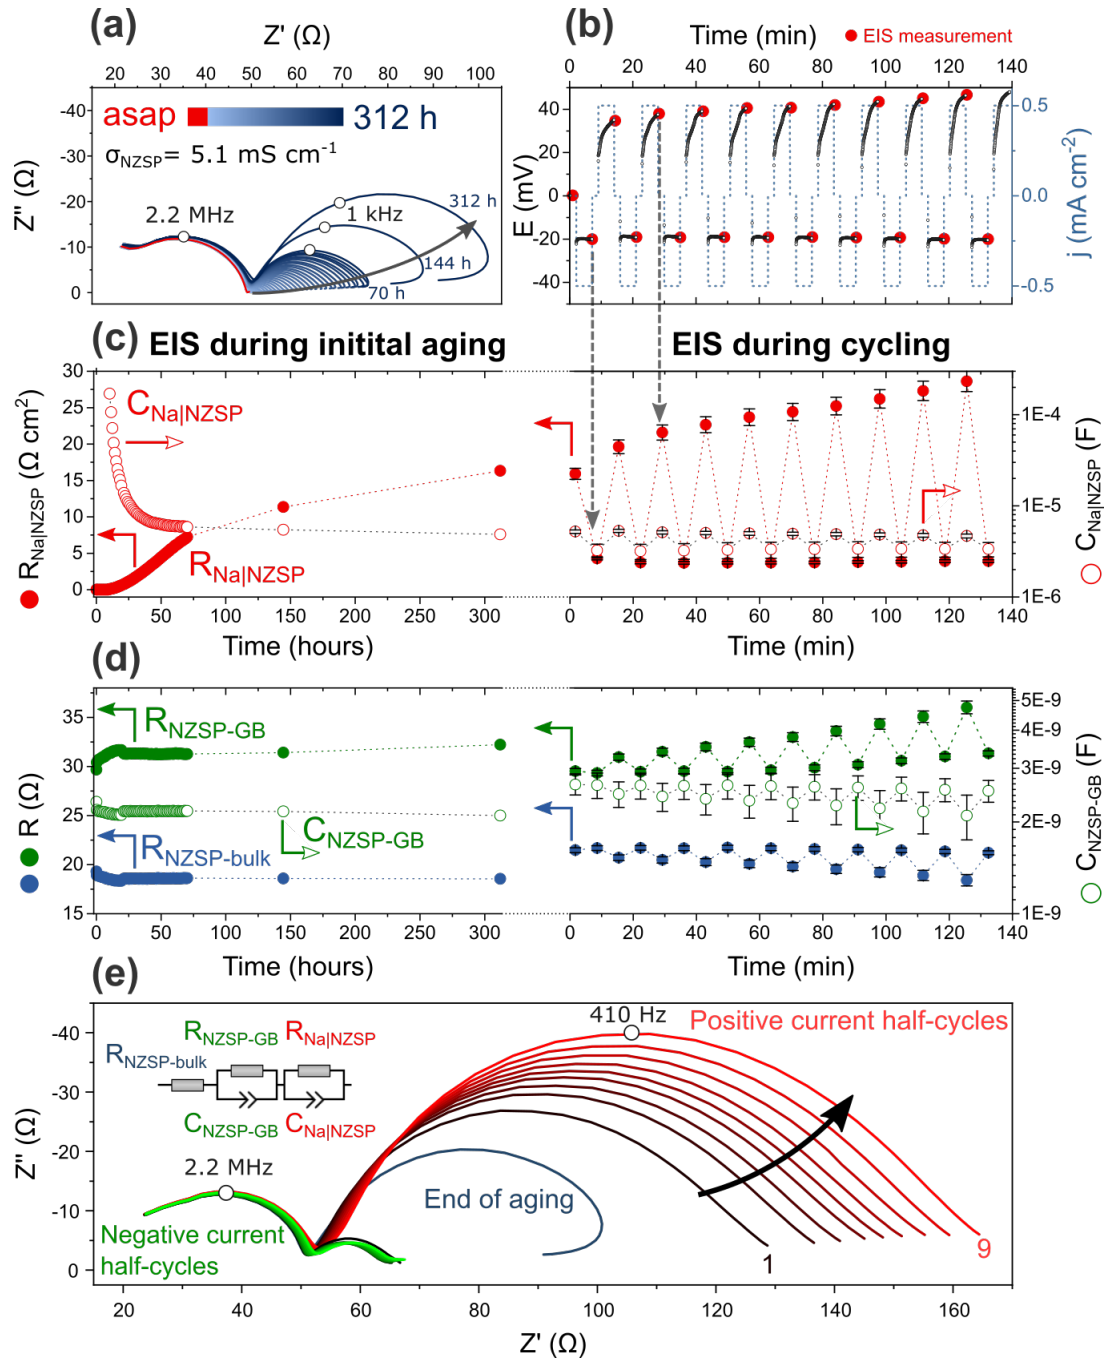 (a)
Z' (Ω)
20 30 40 50 60 70 80 90 100
-40
-30
-20
-10
0
Z'' (Ω)
asap 312 h
σNZSP= 5.1 mS cm-1
2.2 MHz
1 kHz
312 h
144 h
70 h
(b)
Time (min)
EIS measurement
0 20 40 60 80 100 120 140
40
20
0
-20
-40
E (mV)
0.5
0.0
-0.5
j (mA cm-2)
(c)
EIS during initital aging
EIS during cycling
30
25
20
15
10
5
0
RNa|NZSP (Ω cm2)
CNa|NZSP
RNa|NZSP
0 50 100 150 200 250 300
Time (hours)
0 20 40 60 80 100 120 140
Time (min)
1E-4
1E-5
1E-6
CNa|NZSP (F)
(d)
35
30
25
20
15
R (Ω)
RNZSP-GB
CNZSP-GB
RNZSP-bulk
0 50 100 150 200 250 300
Time (hours)
0 20 40 60 80 100 120 140
Time (min)
5E-9
4E-9
3E-9
2E-9
1E-9
CNZSP-GB (F)
(e)
-40
-30
-20
-10
0
Z'' (Ω)
RNZSP-bulk
RNZSP-GB RNa|NZSP
CNZSP-GB CNa|NZSP
2.2 MHz
410 Hz
Positive current half-cycles
End of aging
Negative current
half-cycles
1
9
20 40 60 80 100 120 140 160
Z' (Ω)